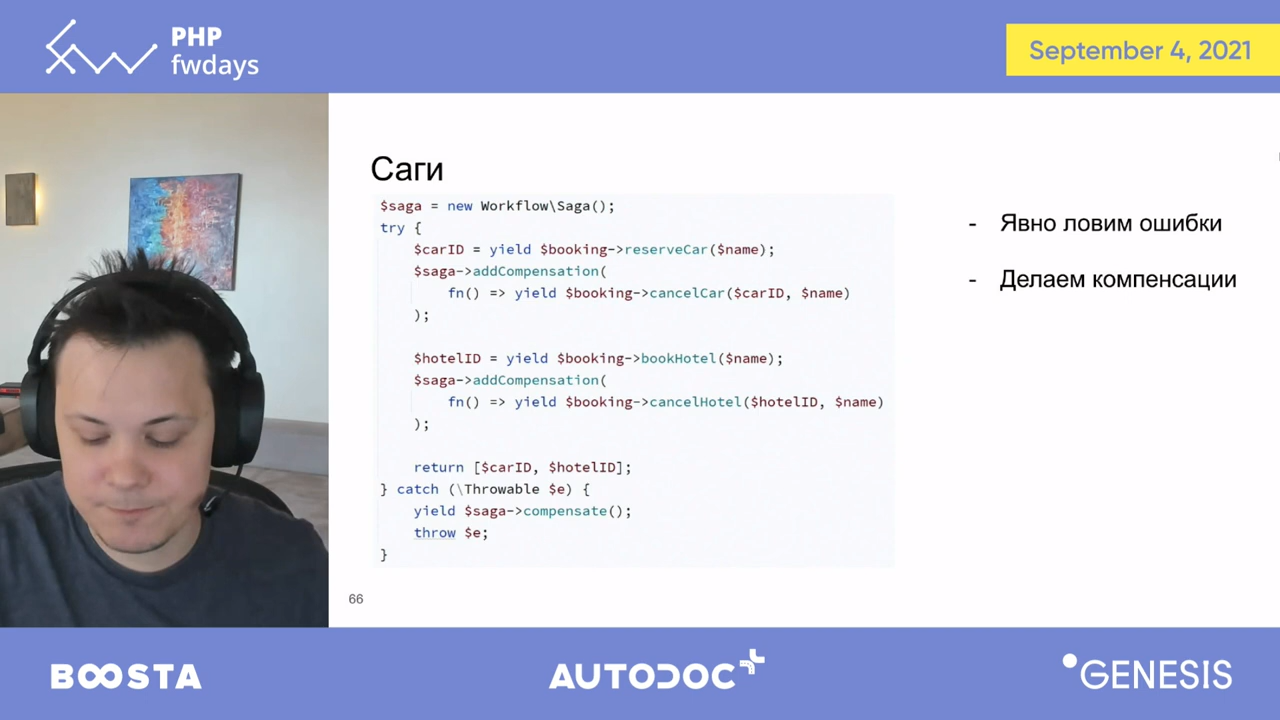 PHP
fwdays
September 4, 2021
Саги
$saga = new Workflow\Saga();
try {
    $carID = yield $booking->reserveCar($name);
    $saga->addCompensation(
        fn() => yield $booking->cancelCar($carID, $name)
    );
    $hotelID = yield $booking->bookHotel($name);
    $saga->addCompensation(
        fn() => yield $booking->cancelHotel($hotelID, $name)
    );
    return [$carID, $hotelID];
} catch (\Throwable $e) {
    yield $saga->compensate();
    throw $e;
}
- Явно ловим ошибки
- Делаем компенсации
66
BOOSTA
AUTODOC
GENESIS